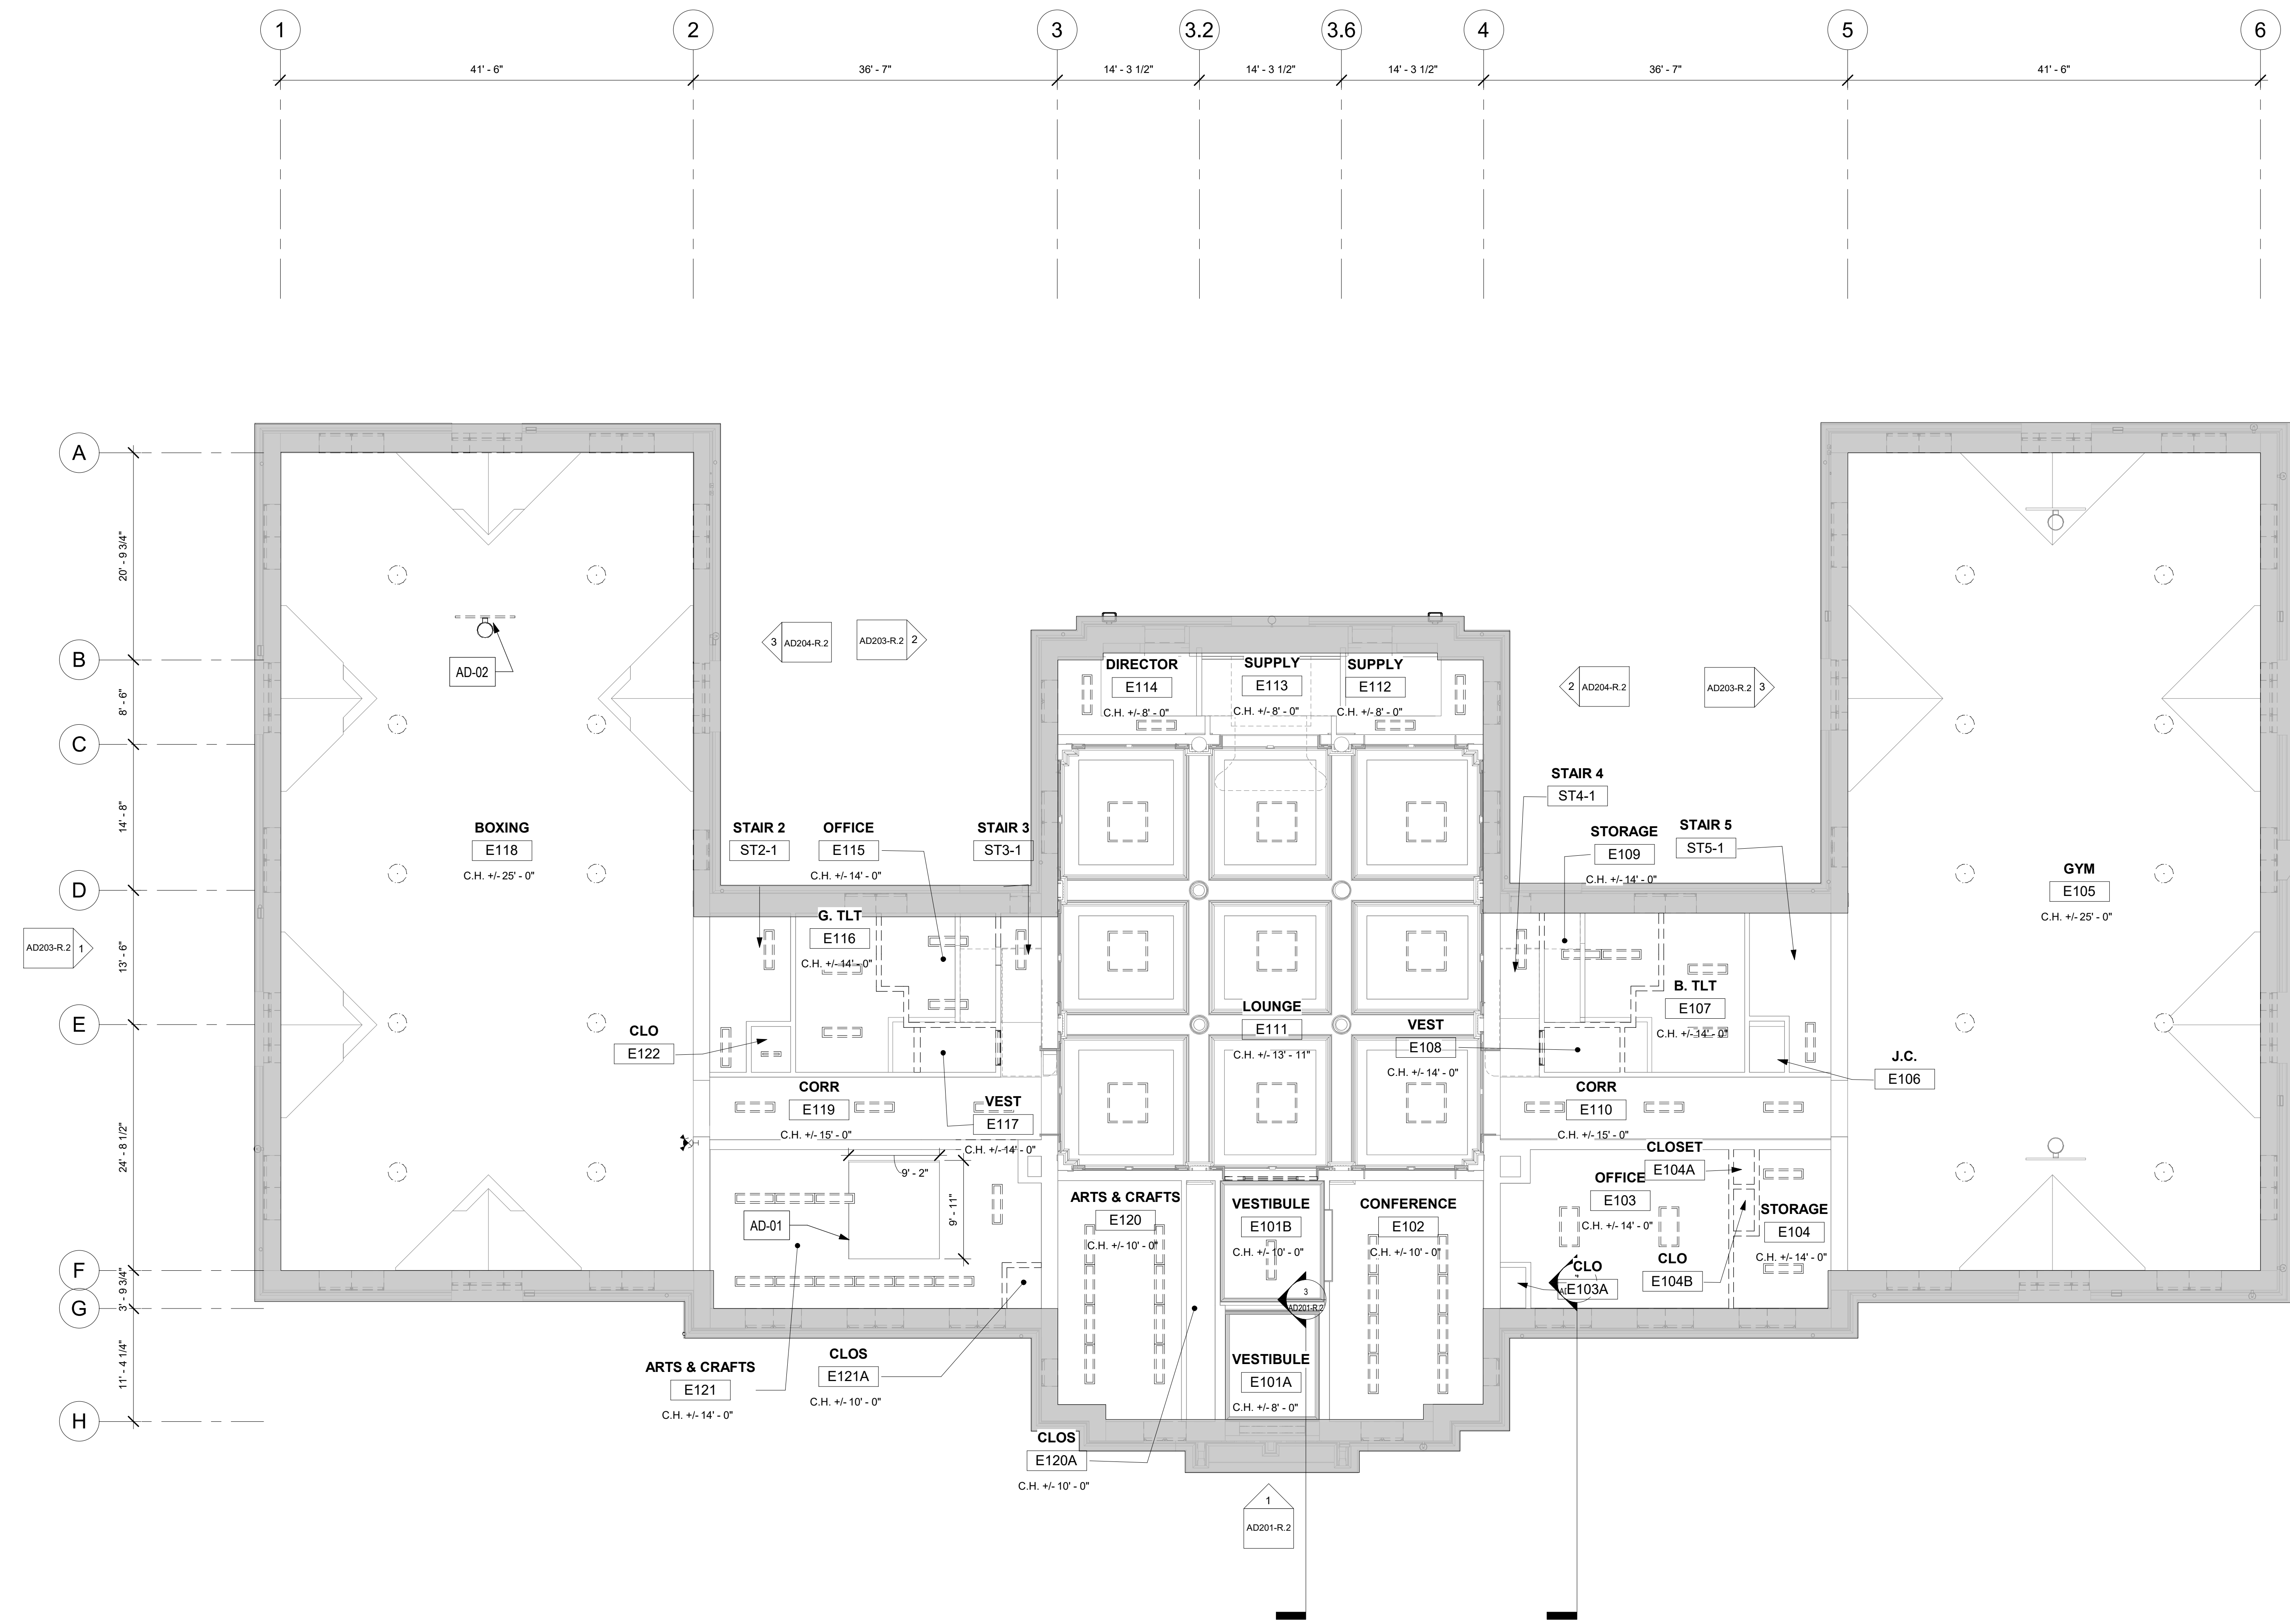 1
2
3
3.2
3.6
4
5
6
41' - 6"
36' - 7"
14' - 3 1/2"
14' - 3 1/2"
14' - 3 1/2"
36' - 7"
41' - 6"
A
B
C
D
E
F
G
H
20' - 9 3/4"
8' - 6"
14' - 8"
13' - 6"
24' - 8 1/2"
3' - 9 3/4"
11' - 4 1/4"
AD203-R.2
1
AD-02
BOXING
E118
C.H. +/- 25' - 0"
3
AD204-R.2
AD203-R.2
2
STAIR 2
ST2-1
OFFICE
E115
C.H. +/- 14' - 0"
STAIR 3
ST3-1
G. TLT
E116
C.H. +/- 14' - 0"
CLO
E122
CORR
E119
C.H. +/- 15' - 0"
VEST
E117
C.H. +/- 14' - 0"
9' - 2"
9' - 11"
AD-01
ARTS & CRAFTS
E121
C.H. +/- 14' - 0"
CLOS
E121A
C.H. +/- 10' - 0"
DIRECTOR
E114
C.H. +/- 8' - 0"
SUPPLY
E113
C.H. +/- 8' - 0"
SUPPLY
E112
C.H. +/- 8' - 0"
LOUNGE
E111
C.H. +/- 13' - 11"
VEST
E108
C.H. +/- 14' - 0"
ARTS & CRAFTS
E120
C.H. +/- 10' - 0"
VESTIBULE
E101B
C.H. +/- 10' - 0"
CONFERENCE
E102
C.H. +/- 10' - 0"
3
AD201-R.2
VESTIBULE
E101A
C.H. +/- 8' - 0"
CLOS
E120A
C.H. +/- 10' - 0"
1
AD201-R.2
2
AD204-R.2
AD203-R.2
3
STAIR 4
ST4-1
STORAGE
E109
C.H. +/- 14' - 0"
STAIR 5
ST5-1
B. TLT
E107
C.H. +/- 14' - 0"
J.C.
E106
CORR
E110
C.H. +/- 15' - 0"
CLOSET
E104A
OFFICE
E103
C.H. +/- 14' - 0"
STORAGE
E104
C.H. +/- 14' - 0"
CLO
E104B
CLO
E103A
GYM
E105
C.H. +/- 25' - 0"